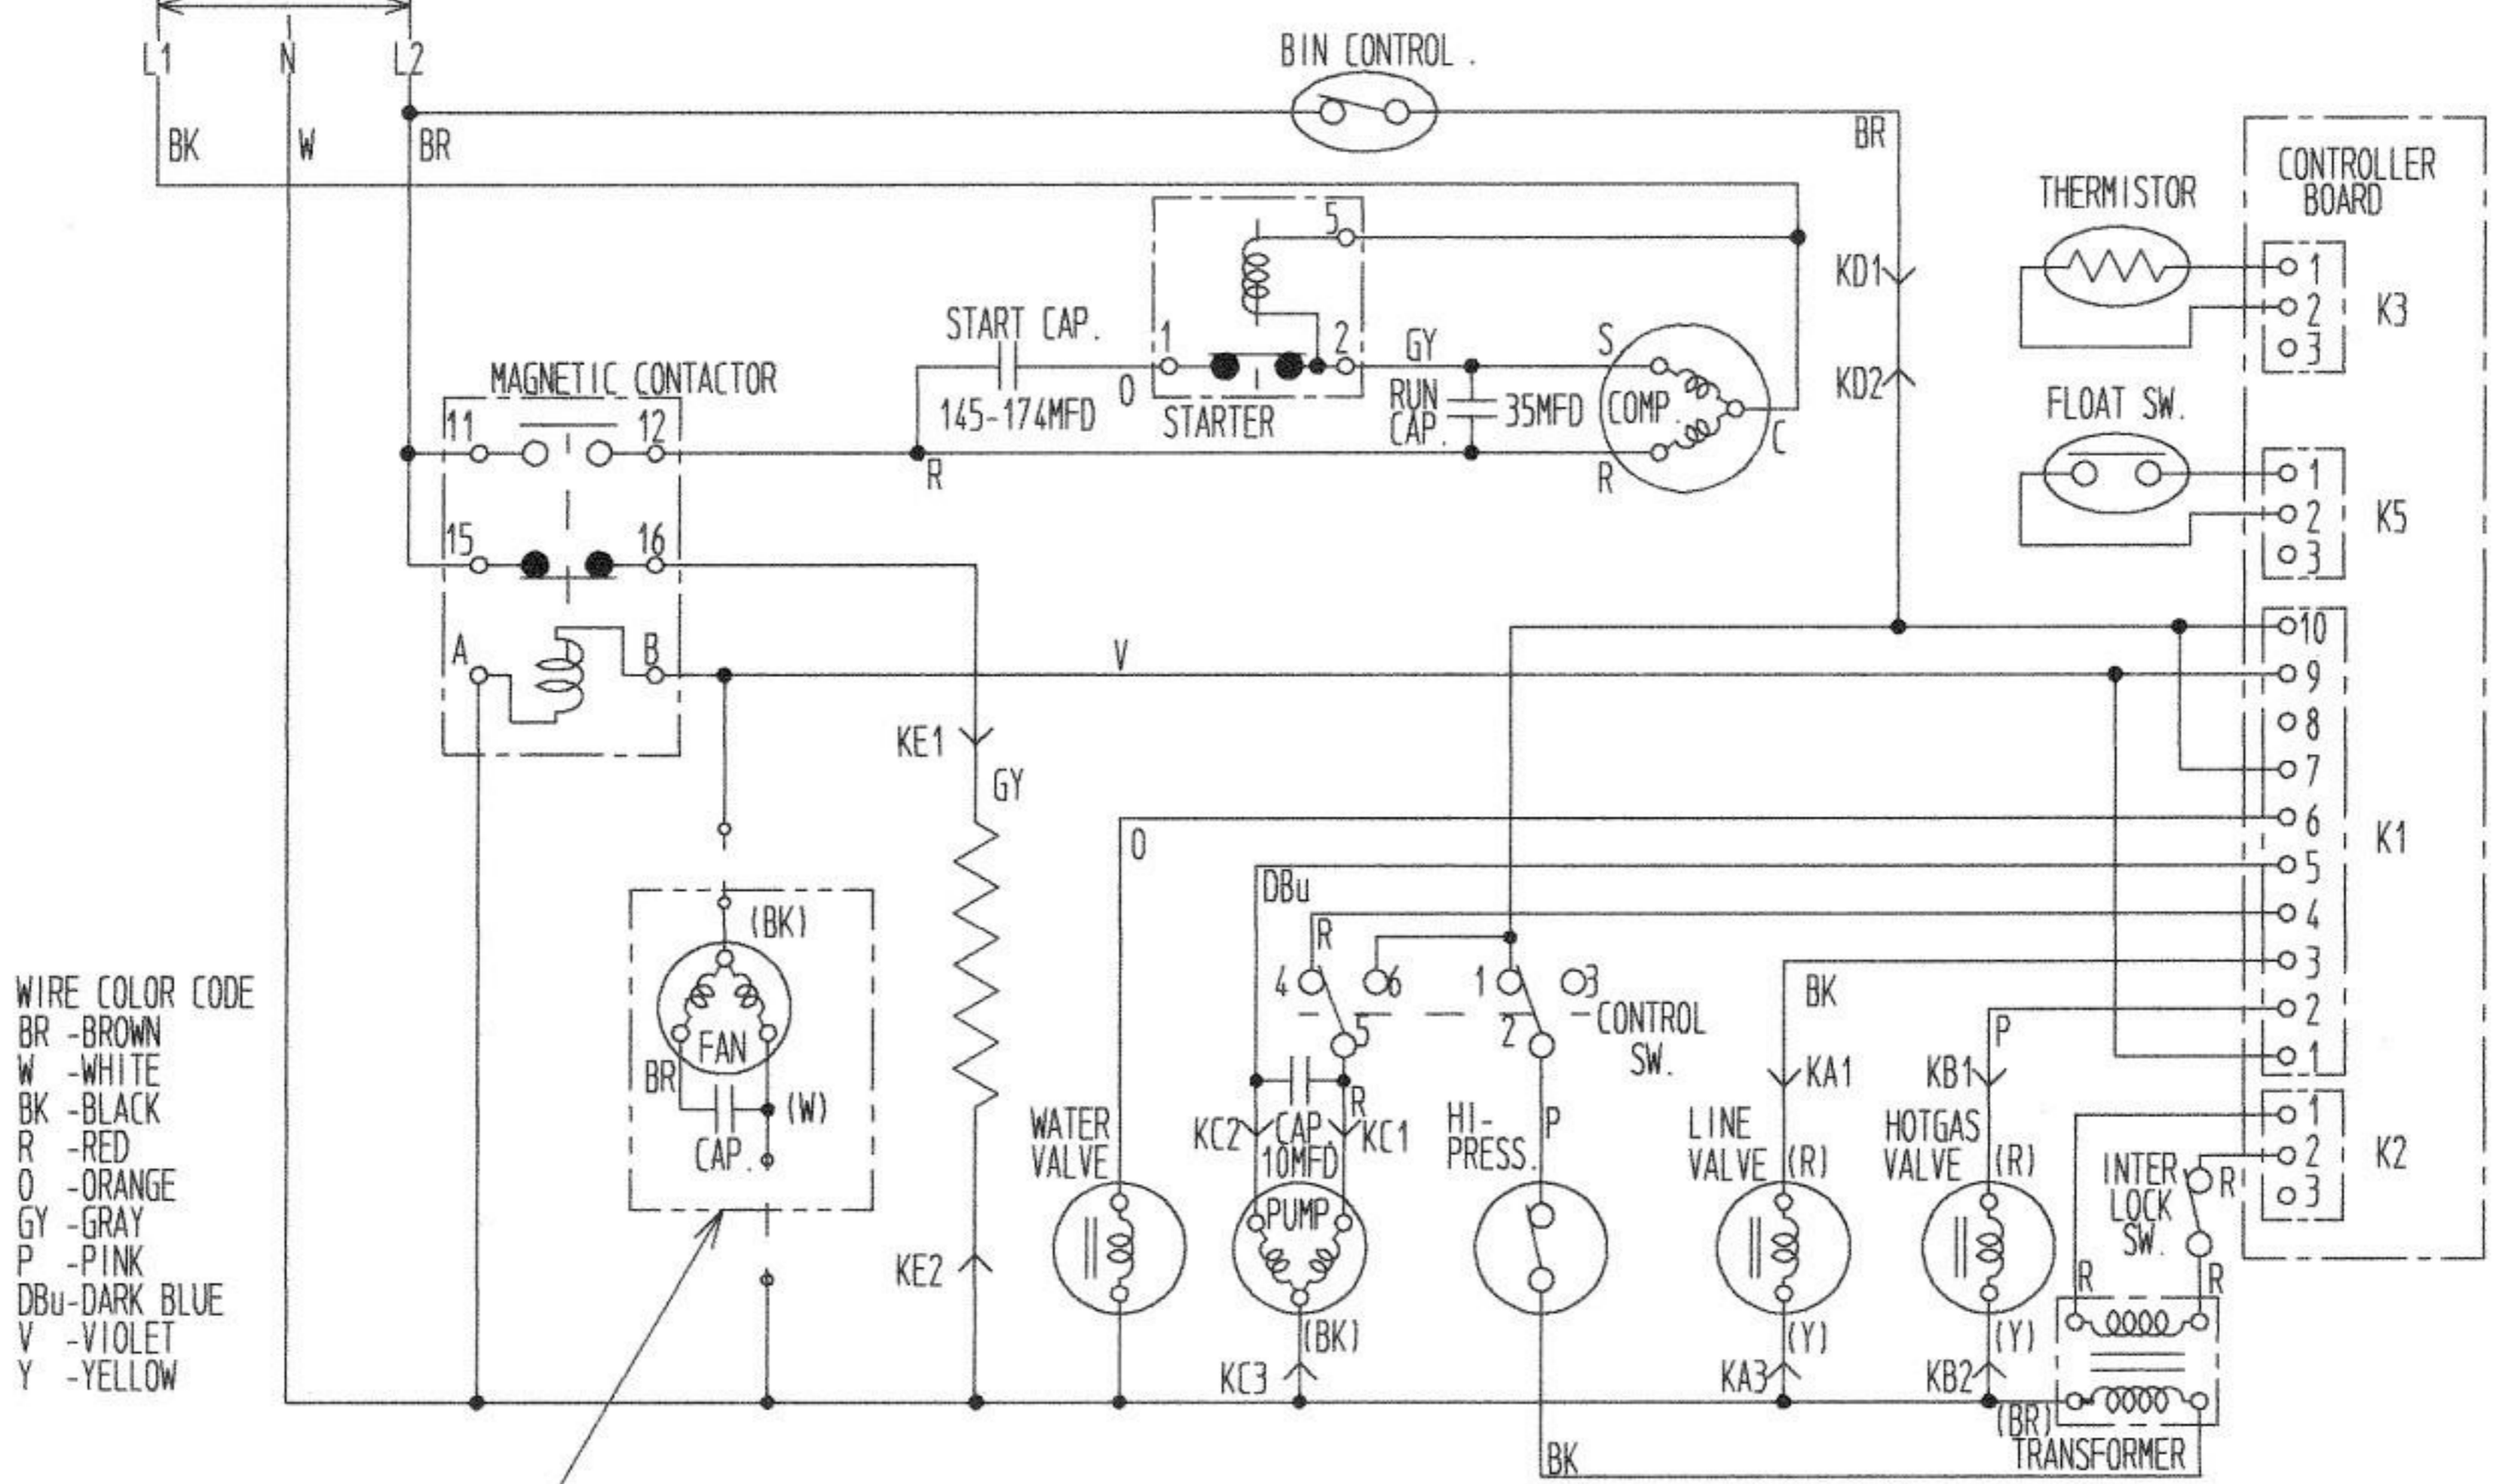 L1 N L2
BIN CONTROL .
BK W BR
BR
CONTROLLER
BOARD
THERMISTOR
1
2
3
K3
5
KD1
START CAP.
1
2
GY
S
145-174MFD
O
STARTER
RUN
CAP.
35MFD
COMP.
C
R
R
KD2
MAGNETIC CONTACTOR
11
12
15
16
A
B
FLOAT SW.
1
2
3
K5
V
10
9
8
7
6
5
4
3
2
1
K1
KE1
GY
O
DBu
R
4
6
1
3
5
2
CONTROL
SW.
BK
P
(BK)
FAN
BR
(W)
CAP.
KE2
WATER
VALVE
KC2
CAP.
10MFD
R
KC1
PUMP
(BK)
KC3
HI-
PRESS.
P
BK
KA1
LINE
VALVE
(R)
(Y)
KA3
KB1
HOTGAS
VALVE
(R)
(Y)
KB2
INTER
LOCK
SW.
R
R
R
1
2
3
K2
(BR)
TRANSFORMER
WIRE COLOR CODE
BR -BROWN
W -WHITE
BK -BLACK
R -RED
O -ORANGE
GY -GRAY
P -PINK
DBu-DARK BLUE
V -VIOLET
Y -YELLOW